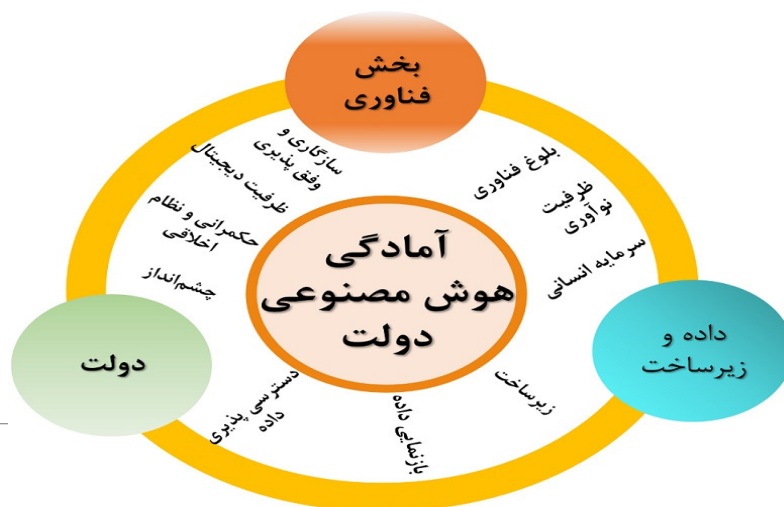 بخش
فناوری
سازگاری و
وفق پذیری
ظرفیت دیجیتال
حکمرانی و نظام
اخلاقی
چشم‌انداز
بلوغ فناوری
ظرفیت
نوآوری
سرمایه انسانی
آمادگی
هوش مصنوعی
دولت
دولت
داده و
زیرساخت
دسترسی پذیری
داده
بازنمایی داده
زیرساخت